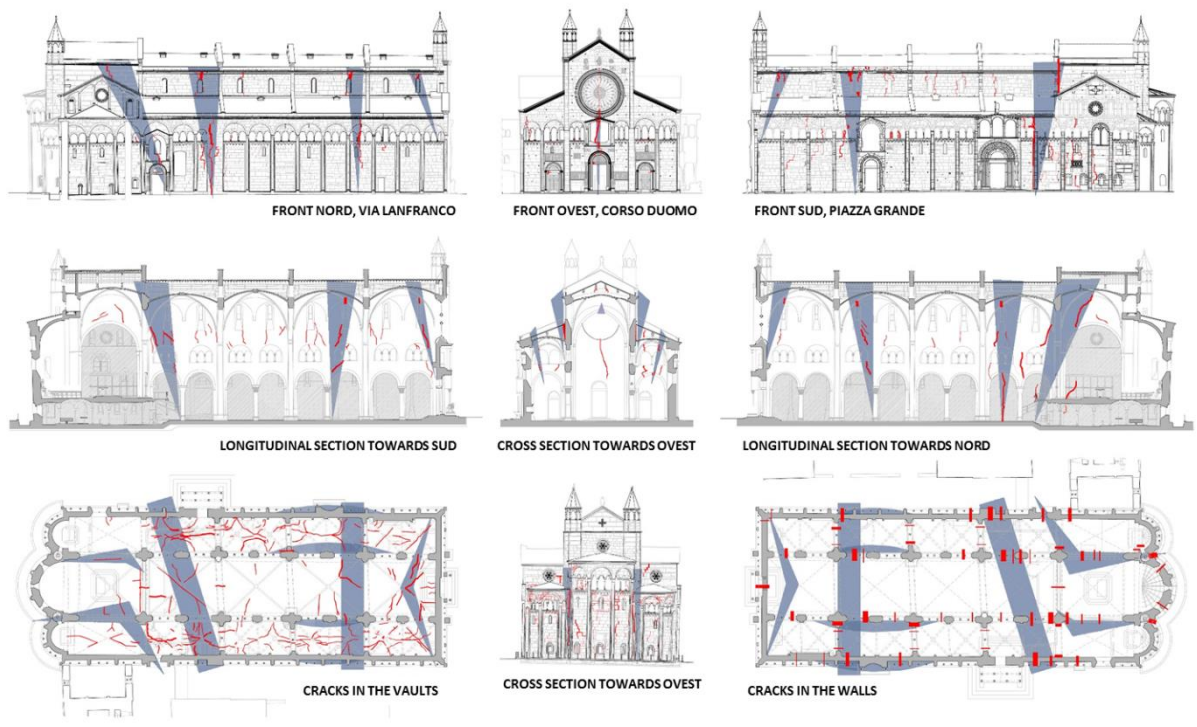 FRONT NORD, VIA LANFRANCO
FRONT OVEST, CORSO DUOMO
FRONT SUD, PIAZZA GRANDE
LONGITUDINAL SECTION TOWARDS SUD
CROSS SECTION TOWARDS OVEST
LONGITUDINAL SECTION TOWARDS NORD
CRACKS IN THE VAULTS
CROSS SECTION TOWARDS OVEST
CRACKS IN THE WALLS